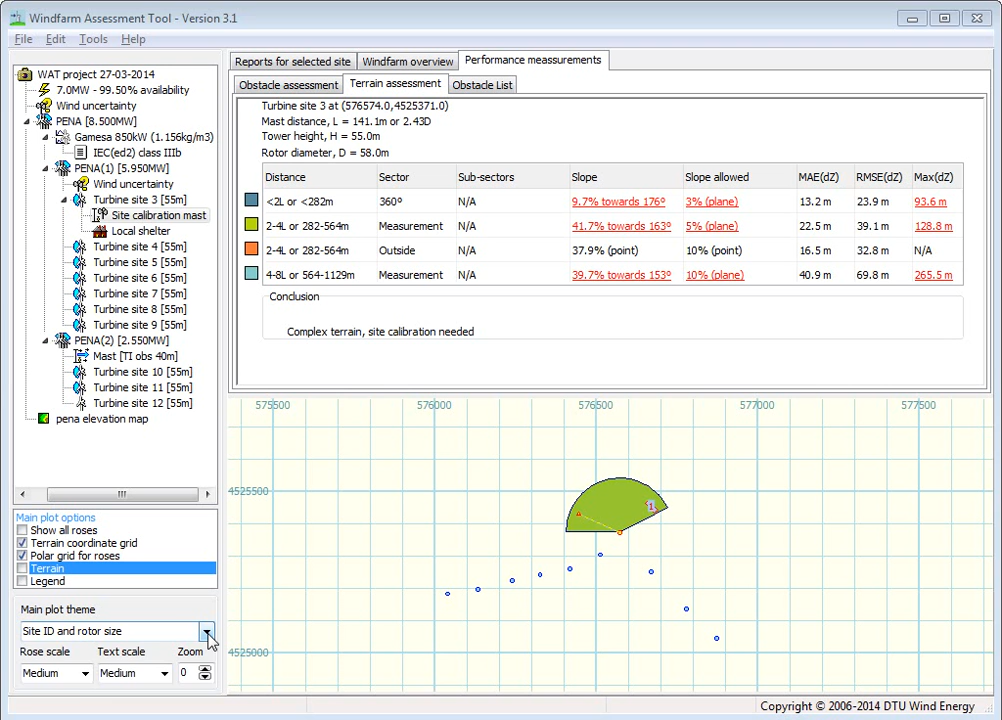 Windfarm Assessment Tool - Version 3.1
File Edit Tools Help
WAT project 27-03-2014
7.0MW - 99.50% availability
Wind uncertainty
PENA [8.500MW]
Gamesa 850kW (1.156kg/m3)
IEC(ed2) class IIIb
PENA(1) [5.950MW]
Wind uncertainty
Turbine site 3 [55m]
Site calibration mast
Local shelter
Turbine site 4 [55m]
Turbine site 5 [55m]
Turbine site 6 [55m]
Turbine site 7 [55m]
Turbine site 8 [55m]
Turbine site 9 [55m]
PENA(2) [2.550MW]
Mast [TI obs 40m]
Turbine site 10 [55m]
Turbine site 11 [55m]
Turbine site 12 [55m]
pena elevation map
Main plot options
Show all roses
Terrain coordinate grid
Polar grid for roses
Terrain
Legend
Main plot theme
Site ID and rotor size
Rose scale Text scale Zoom
Medium Medium 0
Reports for selected site Windfarm overview Performance measurements
Obstacle assessment Terrain assessment Obstacle List
Turbine site 3 at (576574.0,4525371.0)
Mast distance, L = 141.1m or 2.43D
Tower height, H = 55.0m
Rotor diameter, D = 58.0m
Distance Sector Sub-sectors Slope Slope allowed MAE(dZ) RMSE(dZ) Max(dZ)
<2L or <282m 360º N/A 9.7% towards 176º 3% (plane) 13.2 m 23.9 m 93.6 m
2-4L or 282-564m Measurement N/A 41.7% towards 163º 5% (plane) 22.5 m 39.1 m 128.8 m
2-4L or 282-564m Outside N/A 37.9% (point) 10% (point) 16.5 m 32.8 m N/A
4-8L or 564-1129m Measurement N/A 39.7% towards 153º 10% (plane) 40.9 m 69.8 m 265.5 m
Conclusion
Complex terrain, site calibration needed
575500 576000 576500 577000 577500
4525500
1
4525000
Copyright © 2006-2014 DTU Wind Energy